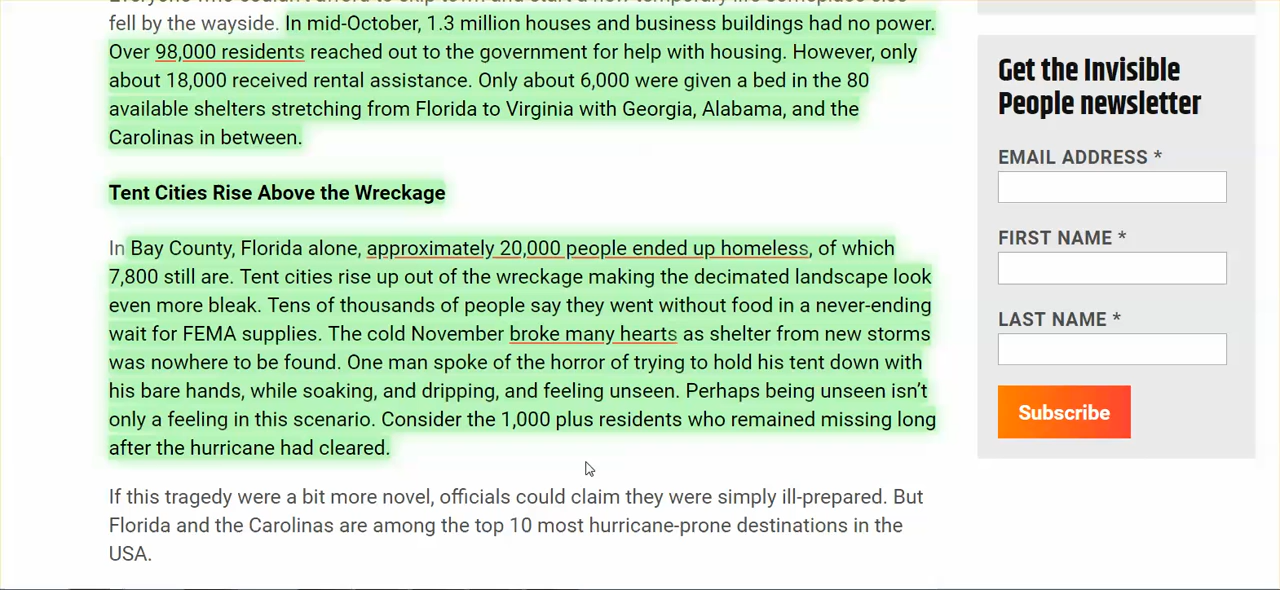 fell by the wayside. In mid-October, 1.3 million houses and business buildings had no power.
Over 98,000 residents reached out to the government for help with housing. However, only
about 18,000 received rental assistance. Only about 6,000 were given a bed in the 80
available shelters stretching from Florida to Virginia with Georgia, Alabama, and the
Carolinas in between.
Tent Cities Rise Above the Wreckage
In Bay County, Florida alone, approximately 20,000 people ended up homeless, of which
7,800 still are. Tent cities rise up out of the wreckage making the decimated landscape look
even more bleak. Tens of thousands of people say they went without food in a never-ending
wait for FEMA supplies. The cold November broke many hearts as shelter from new storms
was nowhere to be found. One man spoke of the horror of trying to hold his tent down with
his bare hands, while soaking, and dripping, and feeling unseen. Perhaps being unseen isn't
only a feeling in this scenario. Consider the 1,000 plus residents who remained missing long
after the hurricane had cleared.
If this tragedy were a bit more novel, officials could claim they were simply ill-prepared. But
Florida and the Carolinas are among the top 10 most hurricane-prone destinations in the
USA.
Get the Invisible
People newsletter
EMAIL ADDRESS *
FIRST NAME *
LAST NAME *
Subscribe